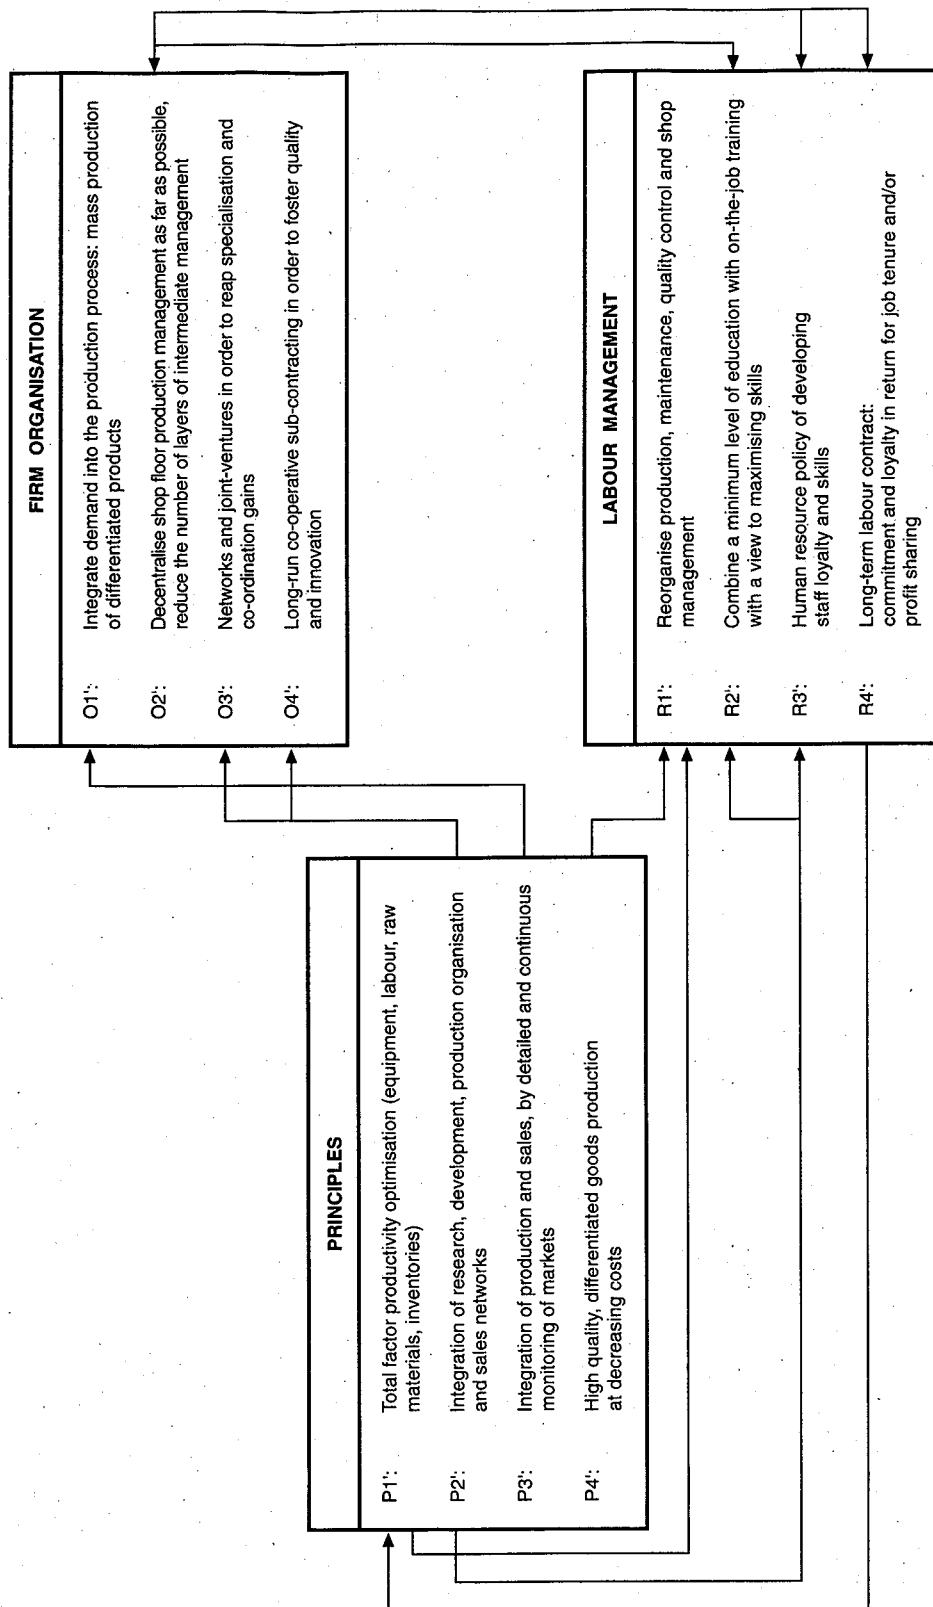 PRINCIPLES
P1':
Total factor productivity optimisation (equipment, labour, raw
materials, inventories)
P2':
Integration of research, development, production organisation
and sales networks
P3':
Integration of production and sales, by detailed and continuous
monitoring of markets
P4':
High quality, differentiated goods production
at decreasing costs
FIRM ORGANISATION
O1':
Integrate demand into the production process: mass production
of differentiated products
O2':
Decentralise shop floor production management as far as possible,
reduce the number of layers of intermediate management
O3':
Networks and joint-ventures in order to reap specialisation and
co-ordination gains
O4':
Long-run co-operative sub-contracting in order to foster quality
and innovation
LABOUR MANAGEMENT
R1':
Reorganise production, maintenance, quality control and shop
management
R2':
Combine a minimum level of education with on-the-job training
with a view to maximising skills
R3':
Human resource policy of developing
staff loyalty and skills
R4':
Long-term labour contract:
commitment and loyalty in return for job tenure and/or
profit sharing